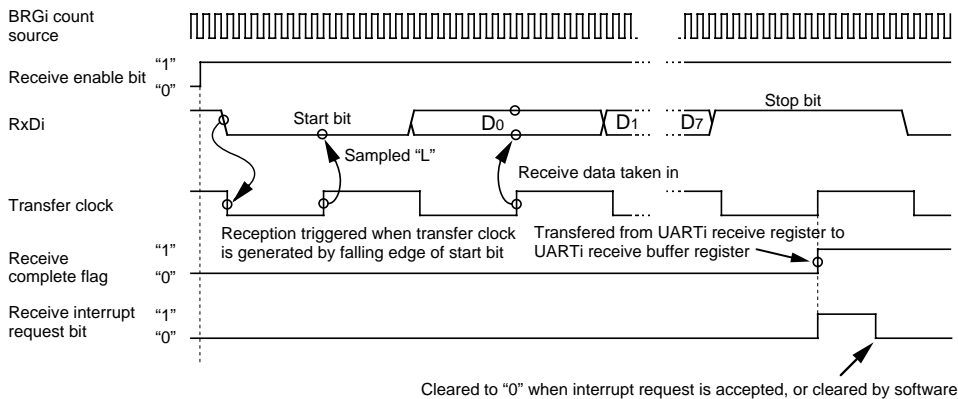 BRGi count
source
Receive enable bit
“1”
“0”
RxDi
Start bit
D0
D1
D7
Stop bit
Sampled “L”
Receive data taken in
Transfer clock
Reception triggered when transfer clock
is generated by falling edge of start bit
Transfered from UARTi receive register to
UARTi receive buffer register
Receive
complete flag
“1”
“0”
Receive interrupt
request bit
“1”
“0”
Cleared to “0” when interrupt request is accepted, or cleared by software